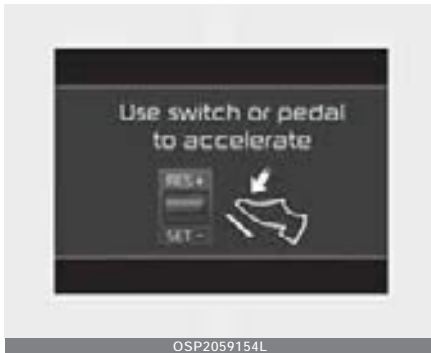 Use switch or pedal
to accelerate
RES +
SET -
OSP2059154L